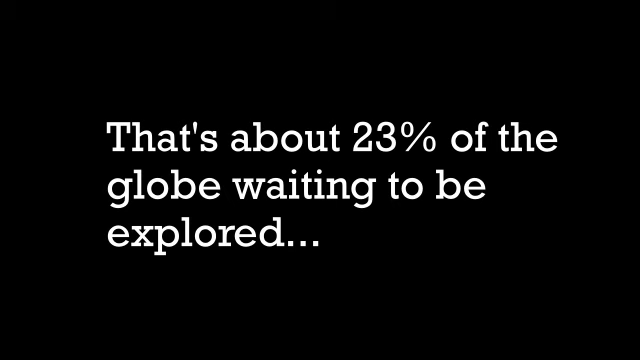 That's about 23% of the
globe waiting to be
explored...